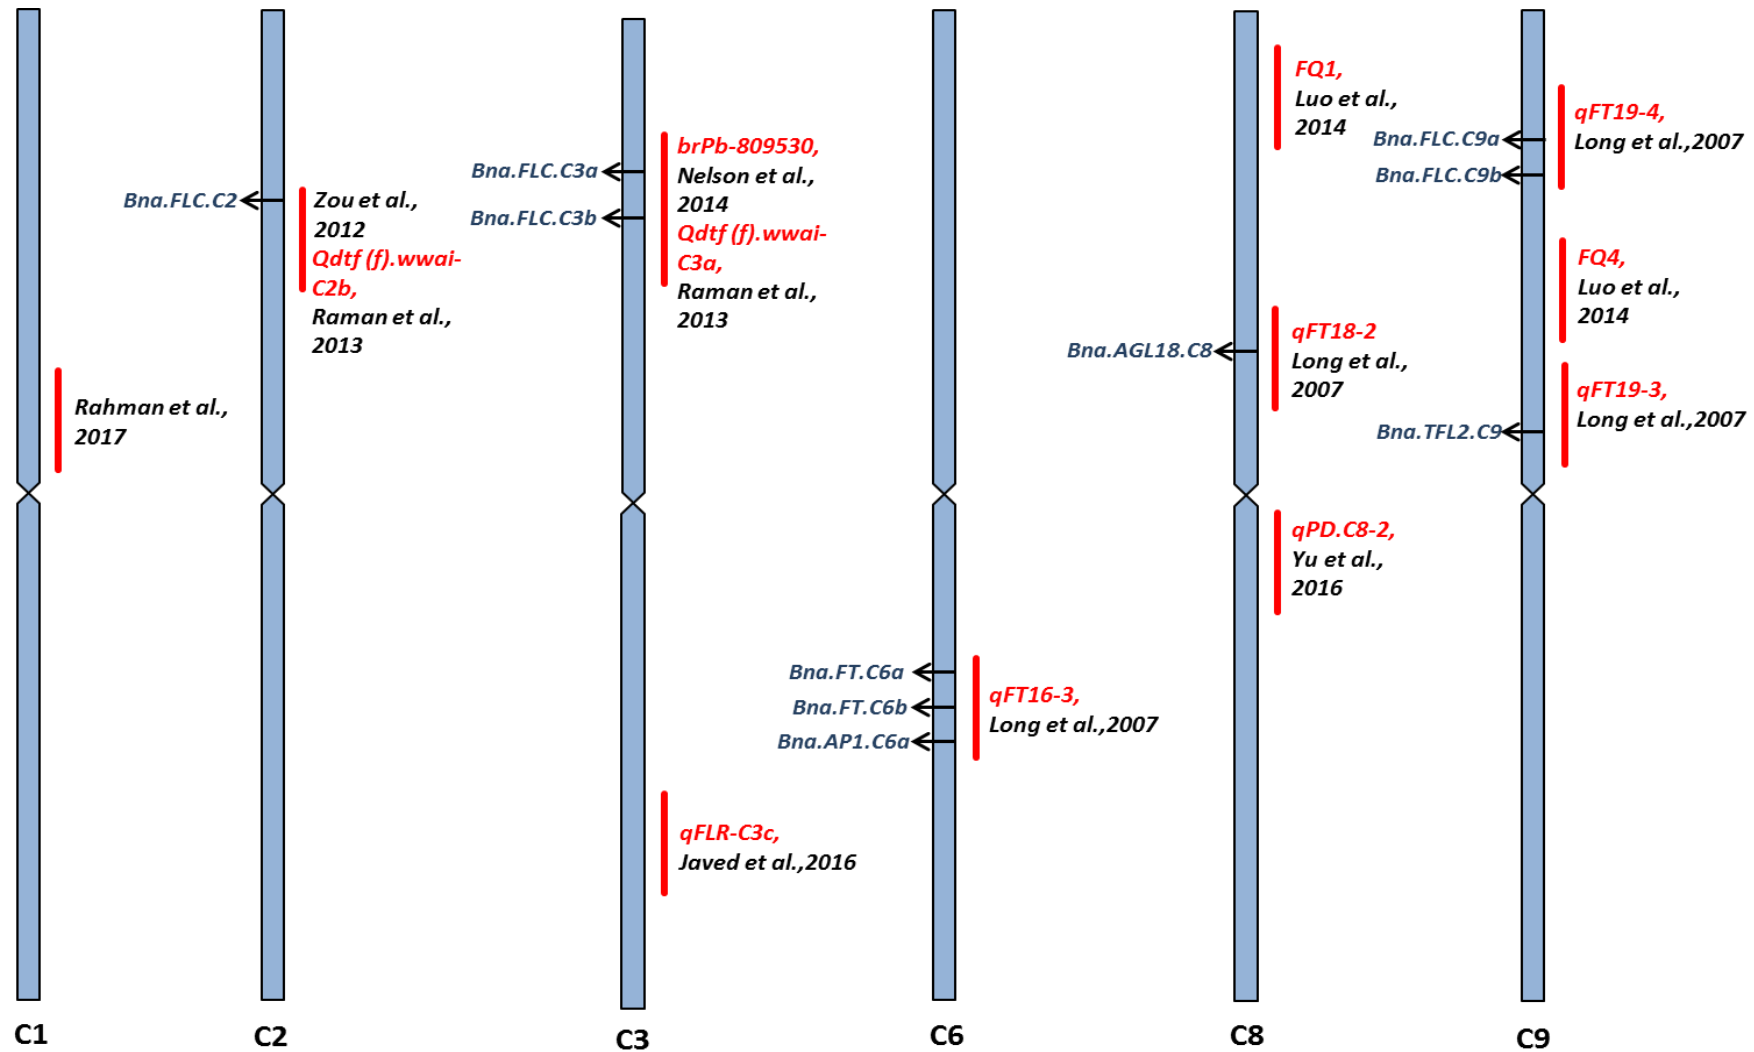 Rahman et al.,
2017
C1
Bna.FLC.C2
Zou et al.,
2012
Qdtf (f).wwai-
C2b,
Raman et al.,
2013
C2
Bna.FLC.C3a
Bna.FLC.C3b
brPb-809530,
Nelson et al.,
2014
Qdtf (f).wwai-
C3a,
Raman et al.,
2013
qFLR-C3c,
Javed et al.,2016
C3
Bna.FT.C6a
Bna.FT.C6b
Bna.AP1.C6a
qFT16-3,
Long et al.,2007
C6
FQ1,
Luo et al.,
2014
Bna.AGL18.C8
qFT18-2
Long et al.,
2007
qPD.C8-2,
Yu et al.,
2016
C8
Bna.FLC.C9a
Bna.FLC.C9b
qFT19-4,
Long et al.,2007
FQ4,
Luo et al.,
2014
Bna.TFL2.C9
qFT19-3,
Long et al.,2007
C9